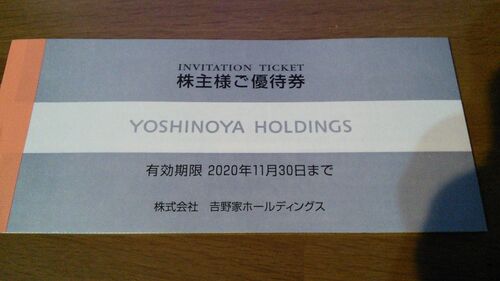 INVITATION TICKET
株主様ご優待券
YOSHINOYA HOLDINGS
有効期限 2020年11月30日まで
株式会社 吉野家ホールディングス